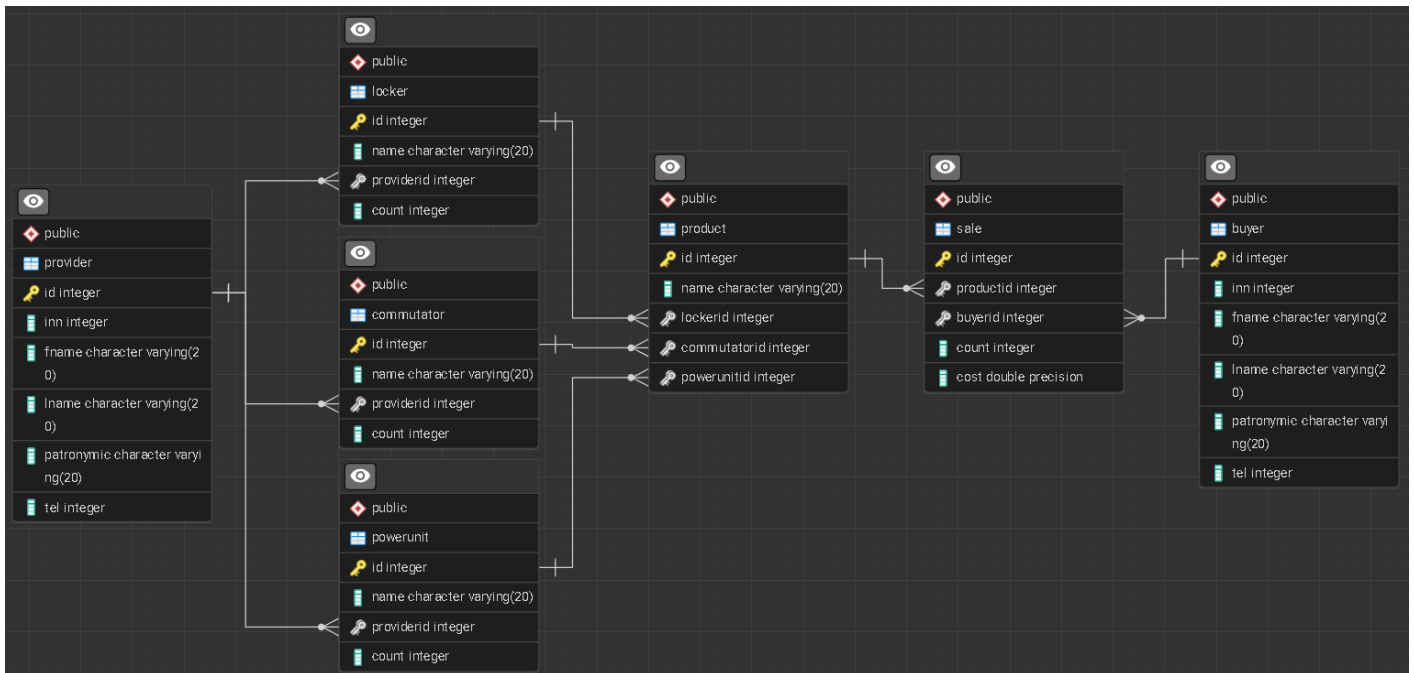 public
provider
id integer
inn integer
fname character varying(2
0)
lname character varying(2
0)
patronymic character varyi
ng(20)
tel integer
public
locker
id integer
name character varying(20)
providerid integer
count integer
public
commutator
id integer
name character varying(20)
providerid integer
count integer
public
powerunit
id integer
name character varying(20)
providerid integer
count integer
public
product
id integer
name character varying(20)
lockerid integer
commutatorid integer
powerunitid integer
public
sale
id integer
productid integer
buyerid integer
count integer
cost double precision
public
buyer
id integer
inn integer
fname character varying(2
0)
lname character varying(2
0)
patronymic character varyi
ng(20)
tel integer